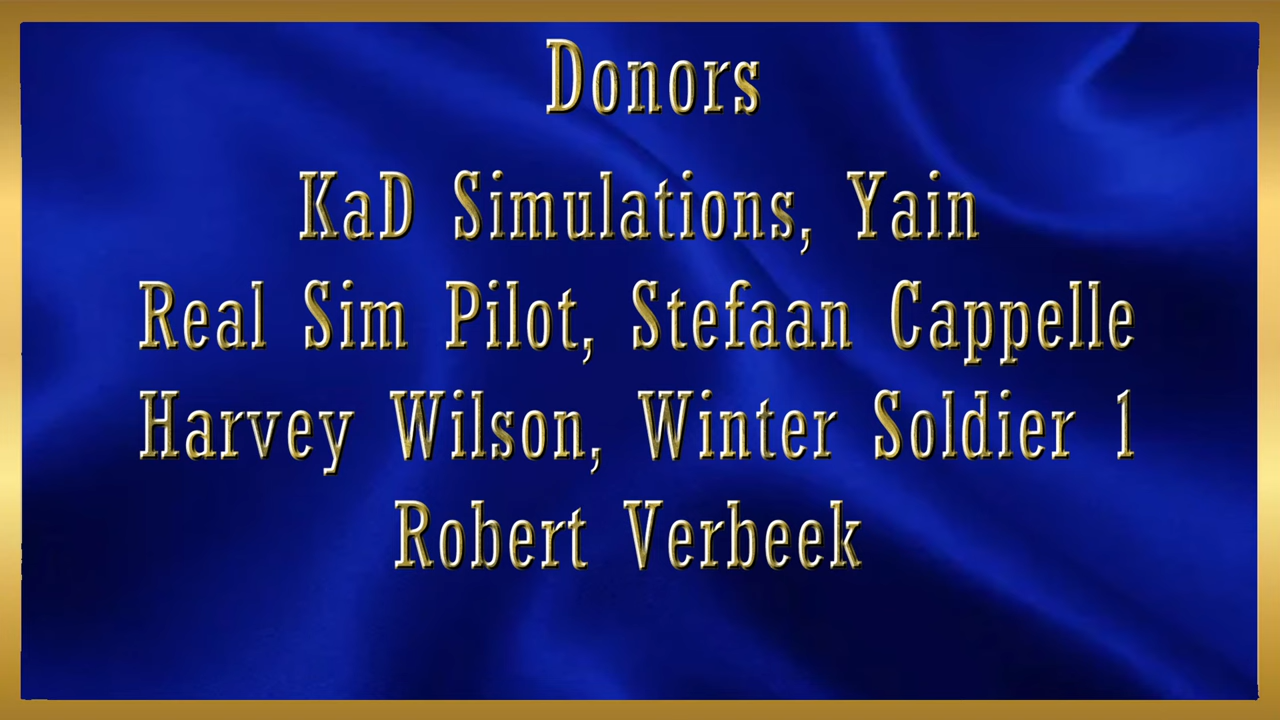 Donors
KaD Simulations, Yain
Real Sim Pilot, Stefaan Cappelle
Harvey Wilson, Winter Soldier 1
Robert Verbeek